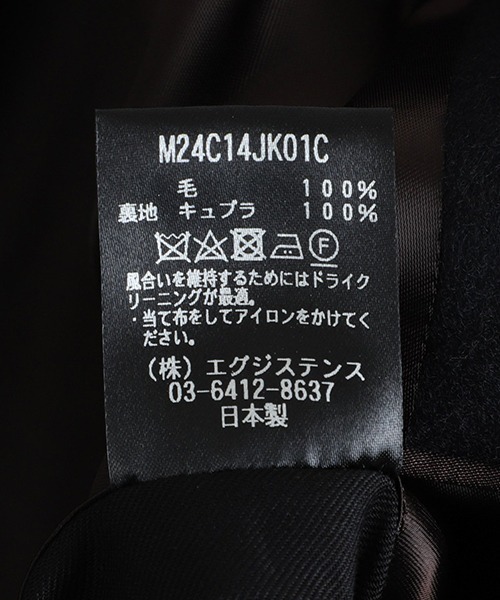 M24C14JK01C
毛 100%
裏地 キュプラ 100%
F
風合いを維持するためにはドライク
リーニングが最適。
・当て布をしてアイロンをかけてく
ださい。
(株) エグジステンス
03-6412-8637
日本製